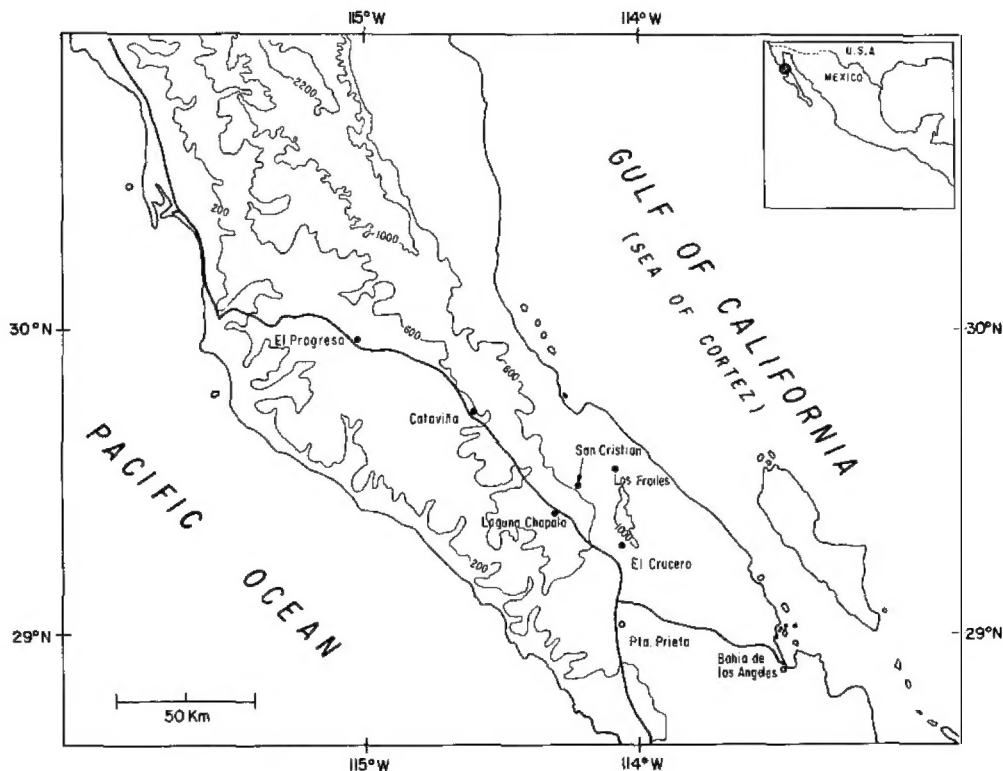 115°W
114°W
U.S.A
MEXICO
2200
GULF OF CALIFORNIA
(SEA OF CORTEZ)
200
1000
30°N
30°N
El Progreso
600
600
Cataviña
San Cristian
Los Frailes
PACIFIC OCEAN
Laguna Chapala
1000
200
El Crucero
29°N
29°N
Pta. Prieta
Bahia de
los Angeles
50 Km
115°W
114°W